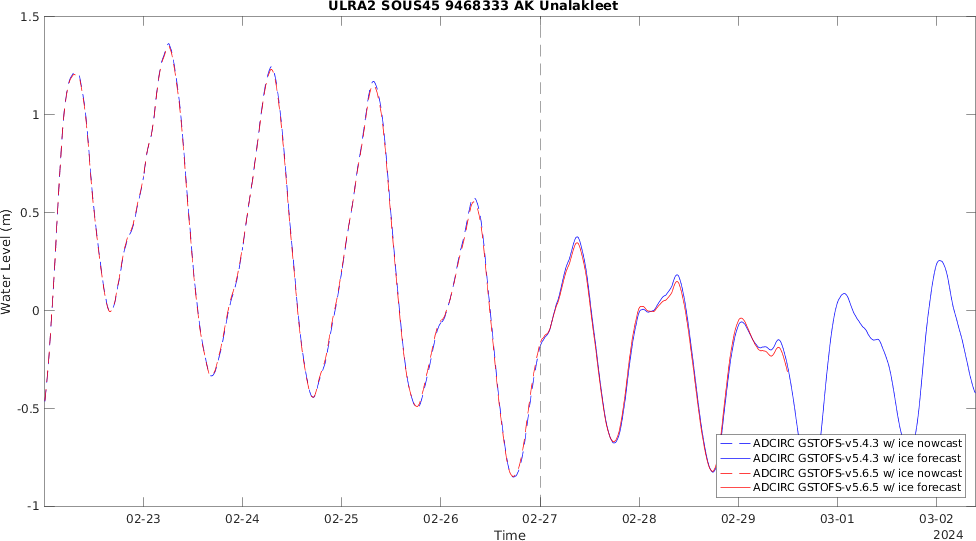 ULRA2 SOUS45 9468333 AK Unalakleet
1.5
1
0.5
0
-0.5
-1
Water Level (m)
ADCIRC GSTOFS-v5.4.3 w/ ice nowcast
ADCIRC GSTOFS-v5.4.3 w/ ice forecast
ADCIRC GSTOFS-v5.6.5 w/ ice nowcast
ADCIRC GSTOFS-v5.6.5 w/ ice forecast
02-23 02-24 02-25 02-26 02-27 02-28 02-29 03-01 03-02
Time
2024